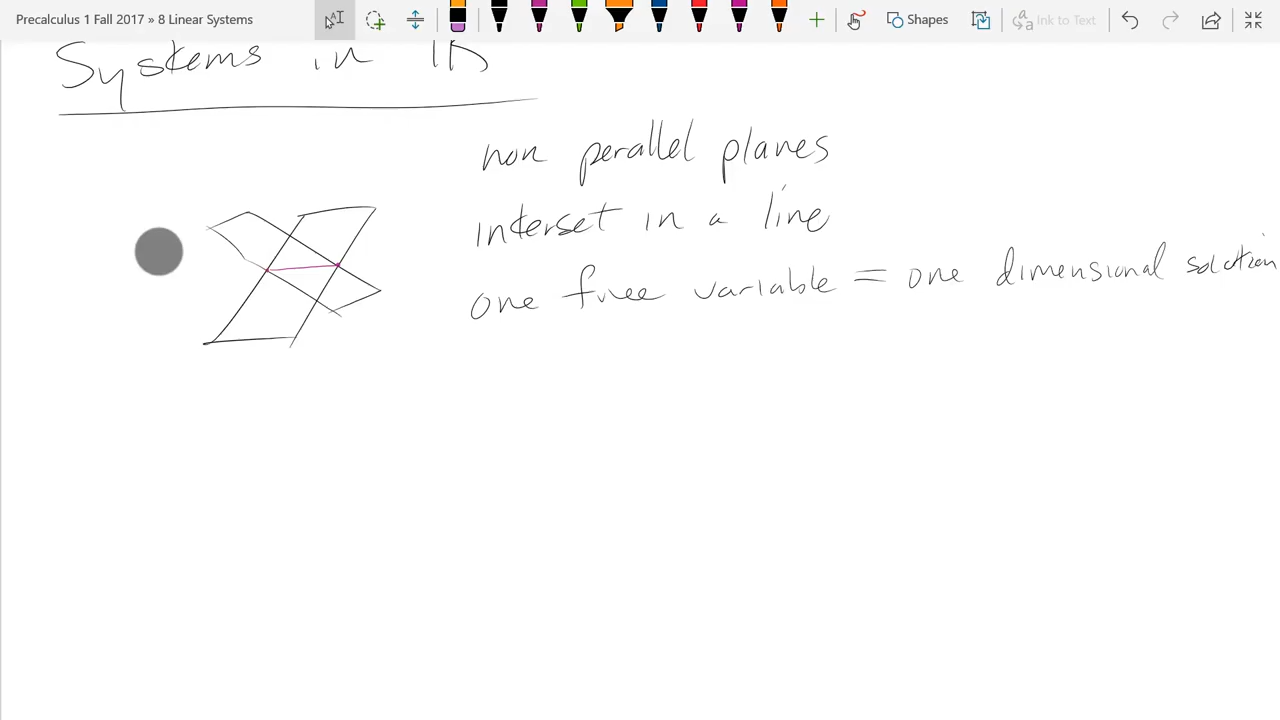 Precalculus 1 Fall 2017 » 8 Linear Systems
Shapes
Ink to Text
Systems in
non perallel planes
interset in a line
one free variable = one dimensional solution